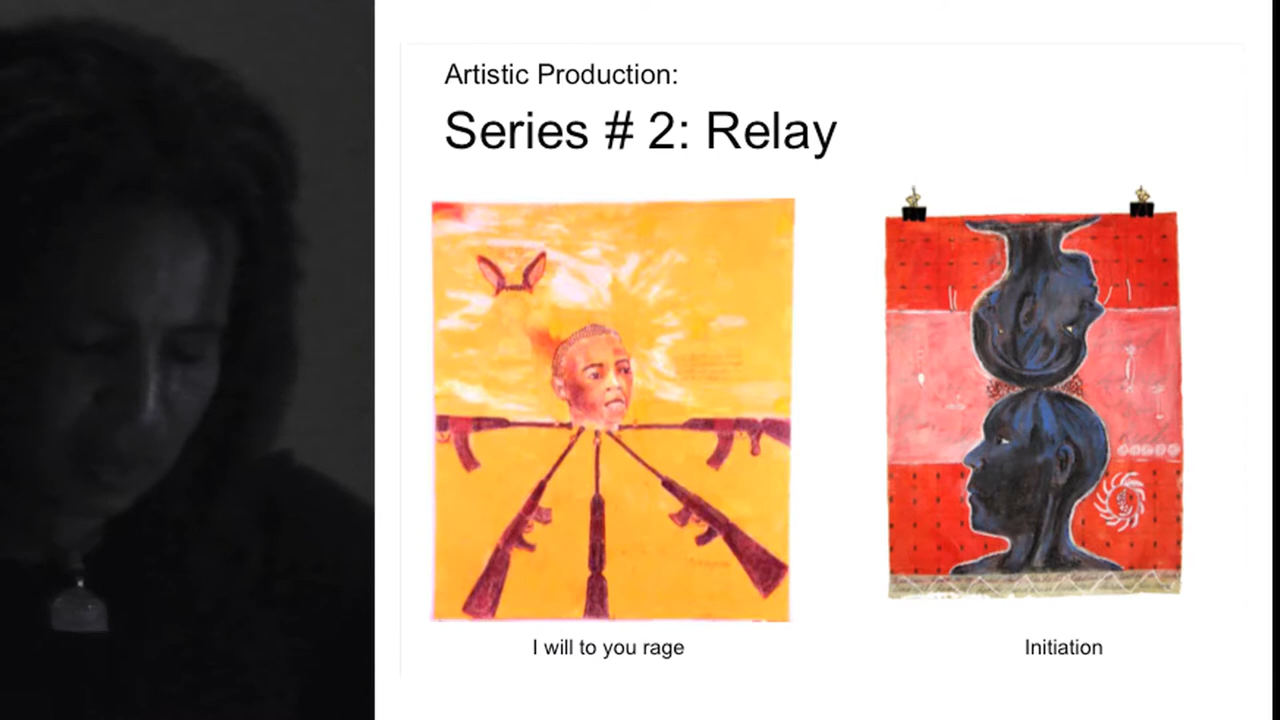 Artistic Production:
Series # 2: Relay
I will to you rage
Initiation